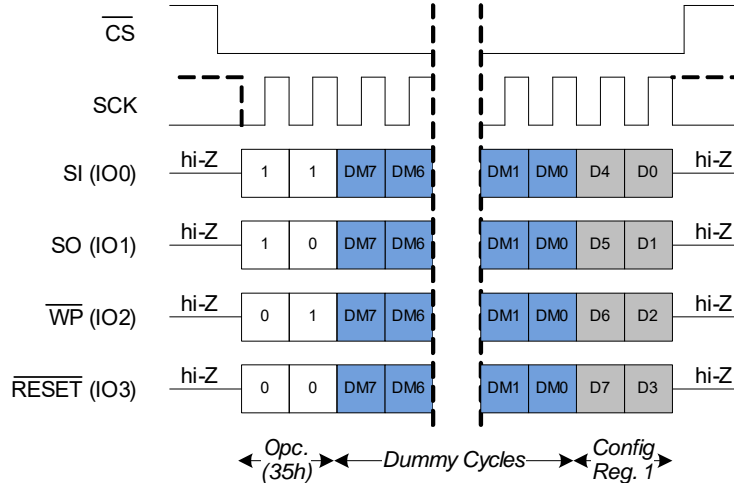 CS
SCK
hi-Z hi-Z
SI (IO0) 1 1 DM7 DM6 DM1 DM0 D4 D0
hi-Z hi-Z
SO (IO1) 1 0 DM7 DM6 DM1 DM0 D5 D1
hi-Z hi-Z
WP (IO2) 0 1 DM7 DM6 DM1 DM0 D6 D2
hi-Z hi-Z
RESET (IO3) 0 0 DM7 DM6 DM1 DM0 D7 D3
Opc. Dummy Cycles Config
(35h) Reg. 1